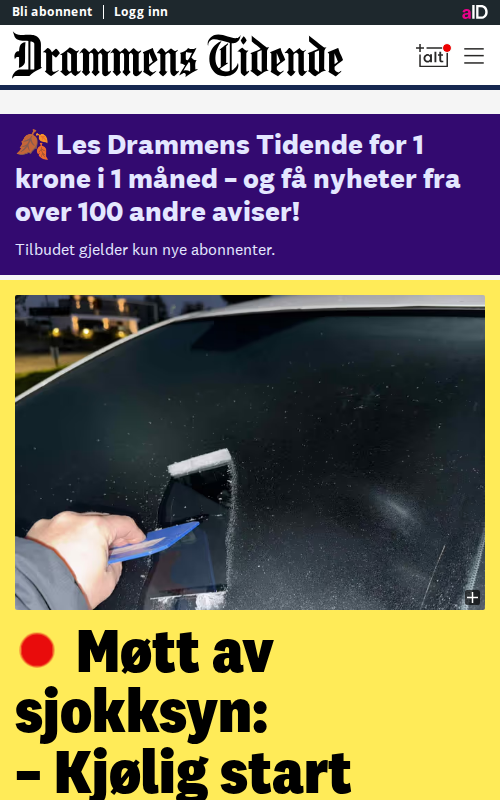 Bli abonnent Logg inn aID
Drammens Tidende +alt
🍂 Les Drammens Tidende for 1
krone i 1 måned – og få nyheter fra
over 100 andre aviser!
Tilbudet gjelder kun nye abonnenter.
Møtt av
sjokksyn:
– Kjølig start